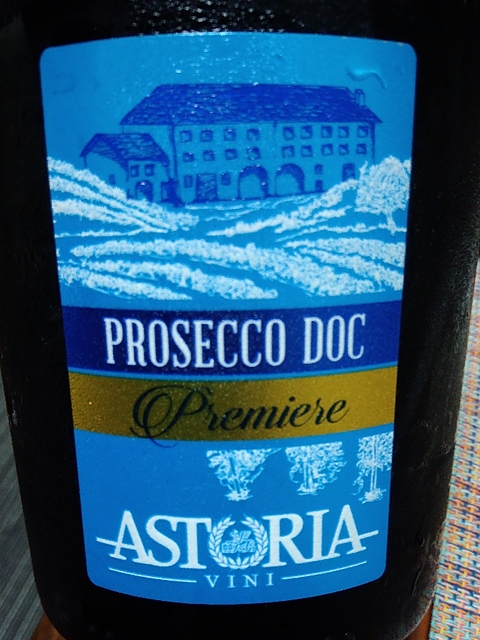 PROSECCO DOC
Premiere
ASTORIA
VINI